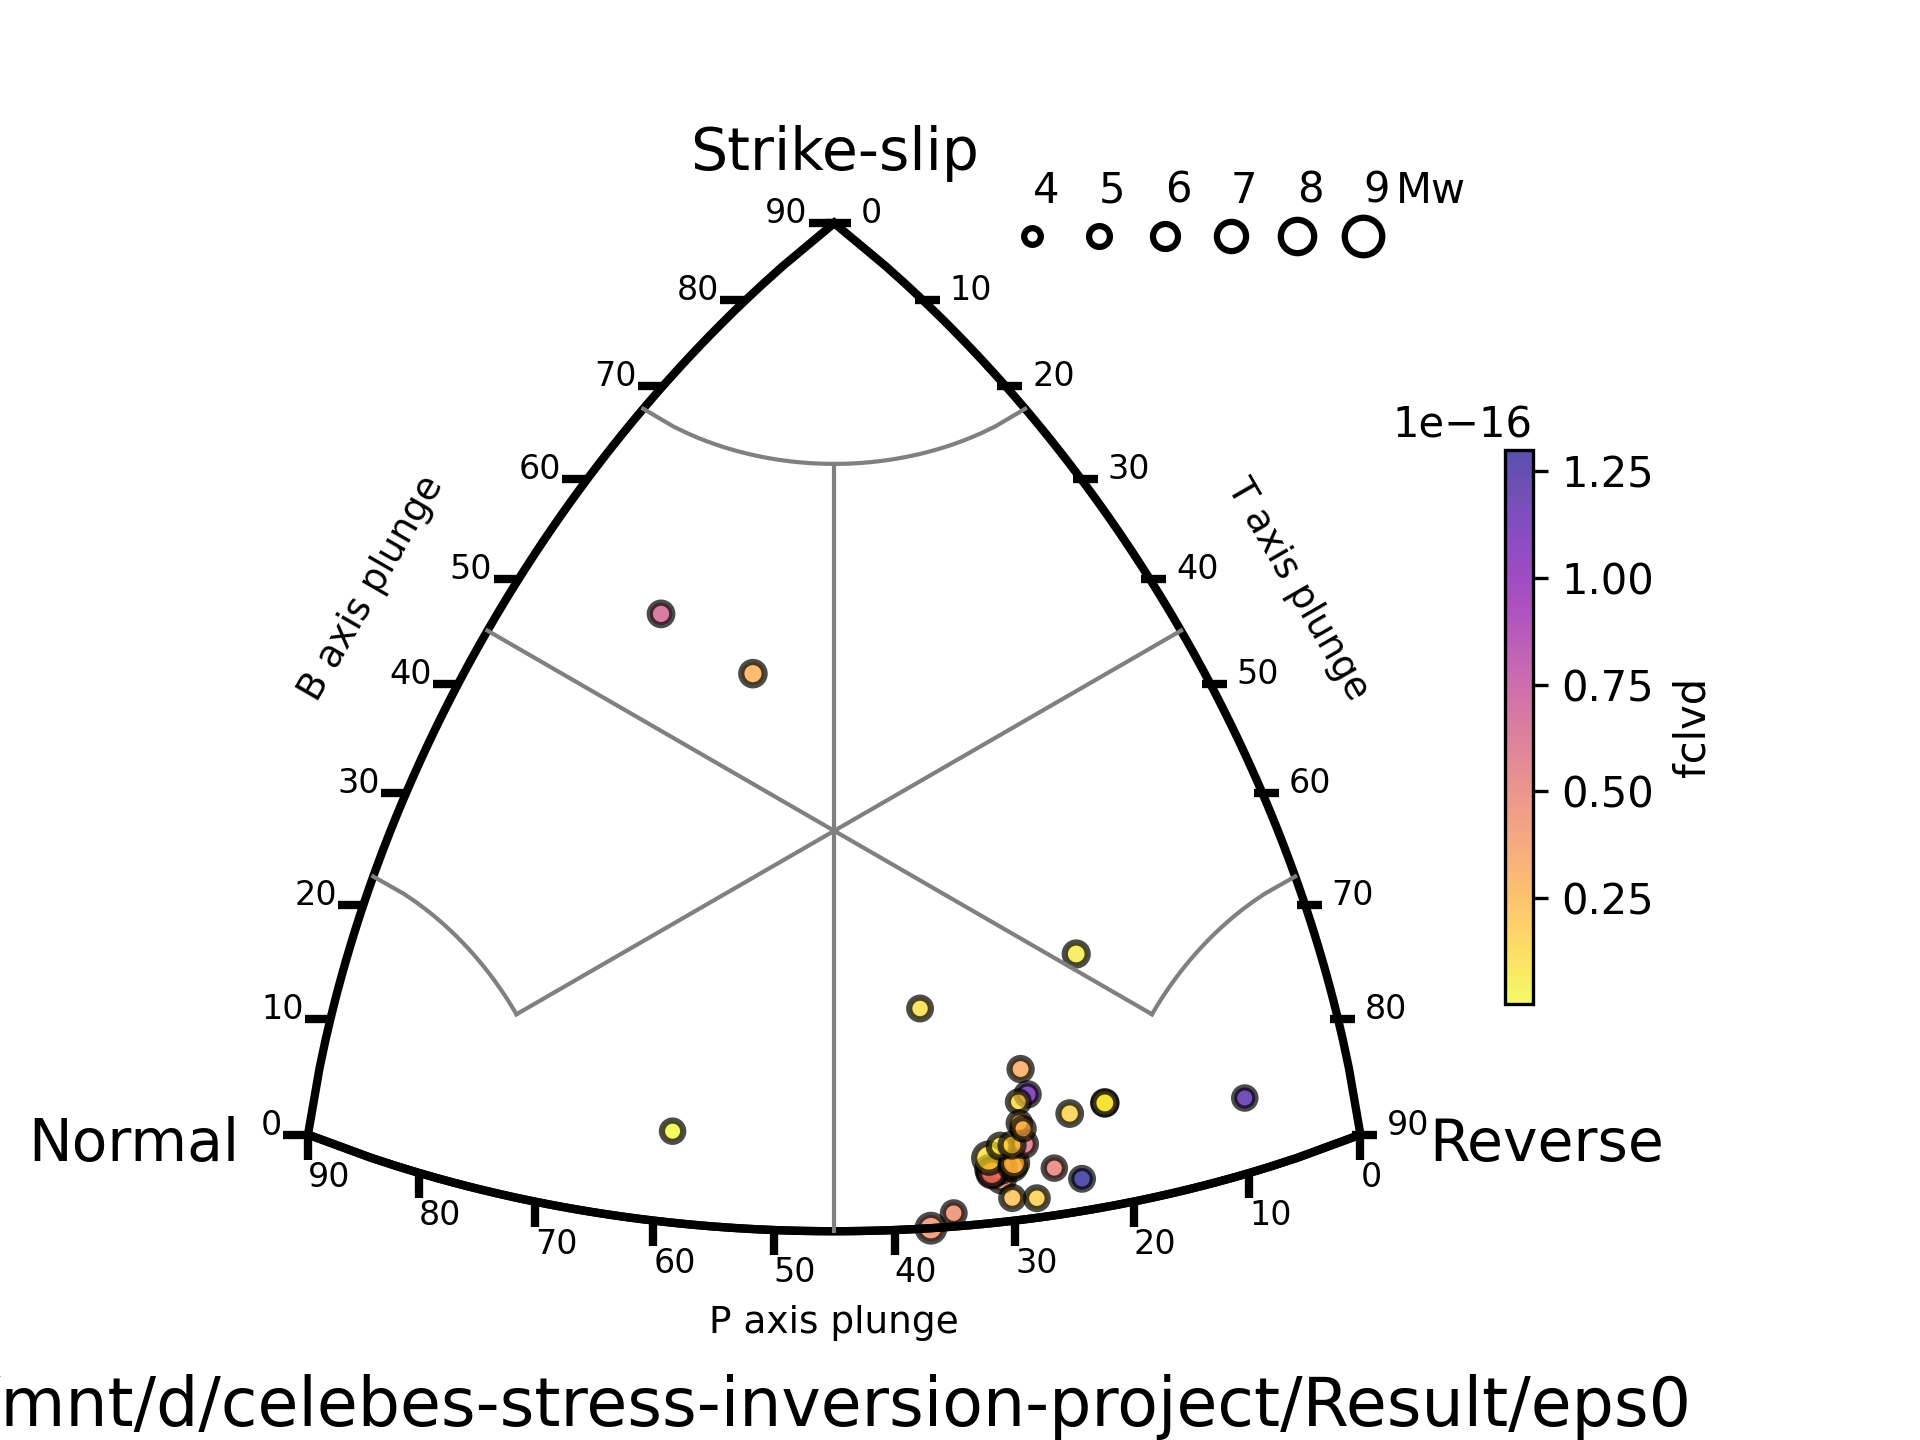 Strike-slip
4 5 6 7 8 9 Mw
90 0
80 10
70 20
60 30
50 40
40 50
30 60
20 70
10 80
0 90
B axis plunge
T axis plunge
1e−16
1.25
1.00
0.75
0.50
0.25
fclvd
Normal
Reverse
90 80 70 60 50 40 30 20 10 0
P axis plunge
mnt/d/celebes-stress-inversion-project/Result/eps0